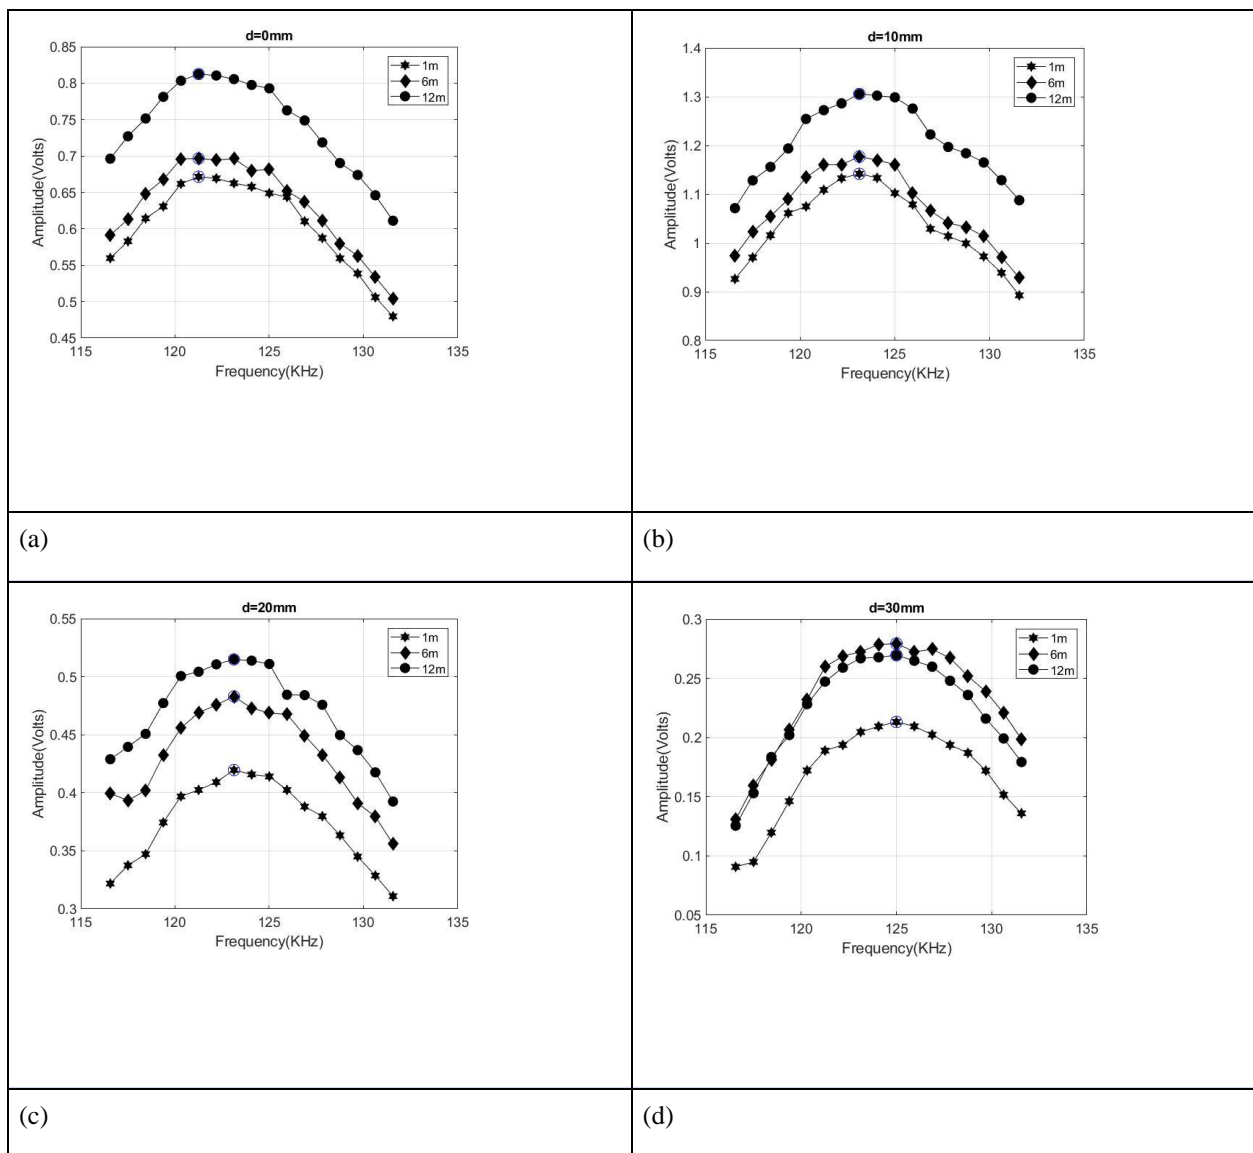 d=0mm
0.85
0.8
0.75
0.7
0.65
0.6
0.55
0.5
0.45
Amplitude(Volts)
115 120 125 130 135
Frequency(KHz)
1m
6m
12m
d=10mm
1.4
1.3
1.2
1.1
1
0.9
0.8
Amplitude(Volts)
115 120 125 130 135
Frequency(KHz)
1m
6m
12m
(a)
(b)
d=20mm
0.55
0.5
0.45
0.4
0.35
0.3
Amplitude(Volts)
115 120 125 130 135
Frequency(KHz)
1m
6m
12m
d=30mm
0.3
0.25
0.2
0.15
0.1
0.05
Amplitude(Volts)
115 120 125 130 135
Frequency(KHz)
1m
6m
12m
(c)
(d)